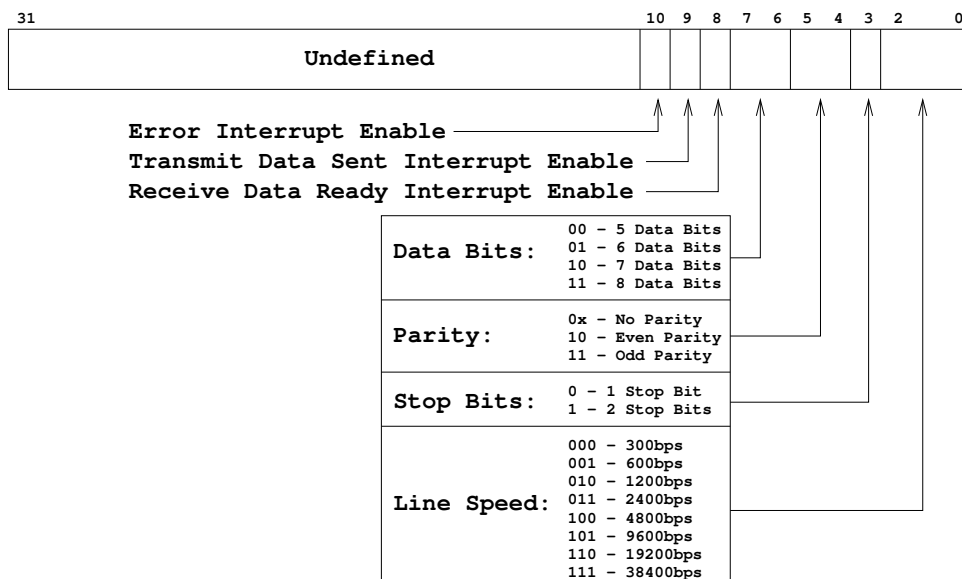 31 10 9 8 7 6 5 4 3 2 0
Undefined
Error Interrupt Enable
Transmit Data Sent Interrupt Enable
Receive Data Ready Interrupt Enable
Data Bits:
00 – 5 Data Bits
01 – 6 Data Bits
10 – 7 Data Bits
11 – 8 Data Bits
Parity:
0x – No Parity
10 – Even Parity
11 – Odd Parity
Stop Bits:
0 – 1 Stop Bit
1 – 2 Stop Bits
Line Speed:
000 – 300bps
001 – 600bps
010 – 1200bps
011 – 2400bps
100 – 4800bps
101 – 9600bps
110 – 19200bps
111 – 38400bps